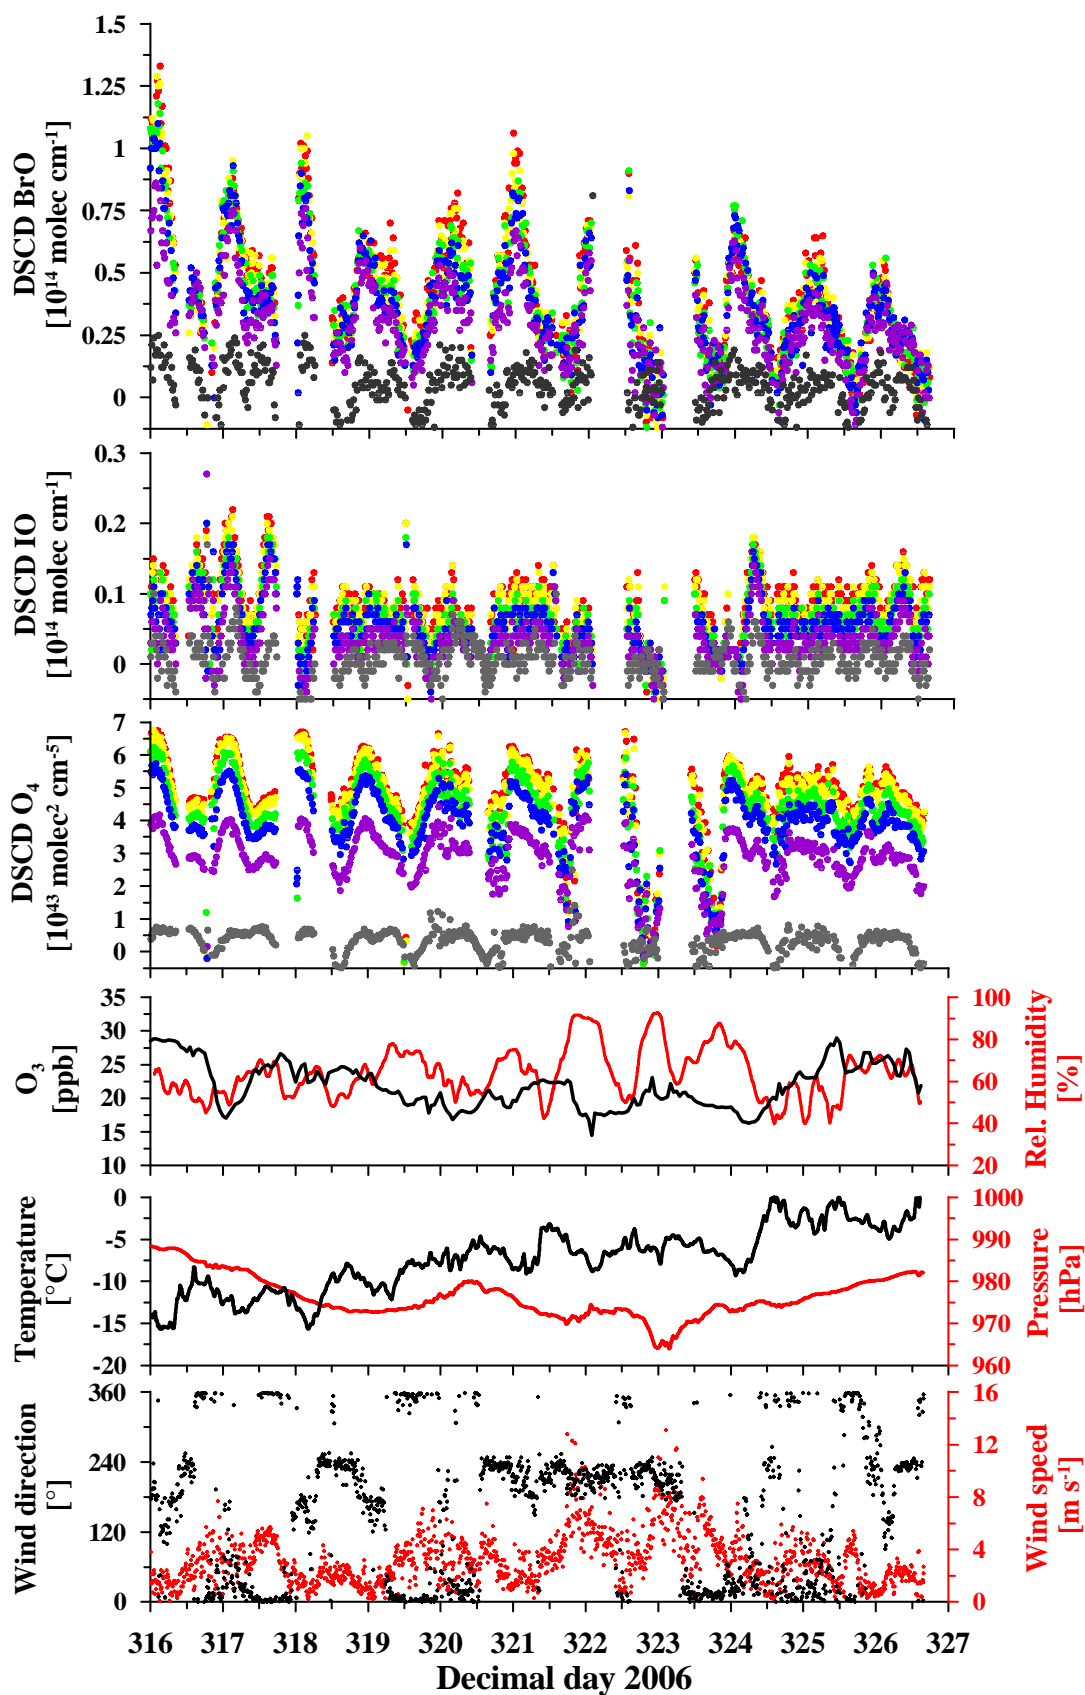 1.5
1.25
1
0.75
0.5
0.25
0
DSCD BrO
[10¹⁴ molec cm⁻¹]
0.3
0.2
0.1
0
DSCD IO
[10¹⁴ molec cm⁻¹]
7
6
5
4
3
2
1
0
DSCD O₄
[10⁴³ molec² cm⁻⁵]
35
30
25
20
15
10
O₃
[ppb]
100
80
60
40
20
Rel. Humidity
[%]
0
-5
-10
-15
-20
Temperature
[°C]
1000
990
980
970
960
Pressure
[hPa]
360
240
120
0
Wind direction
[°]
16
12
8
4
0
Wind speed
[m s⁻¹]
316 317 318 319 320 321 322 323 324 325 326 327
Decimal day 2006